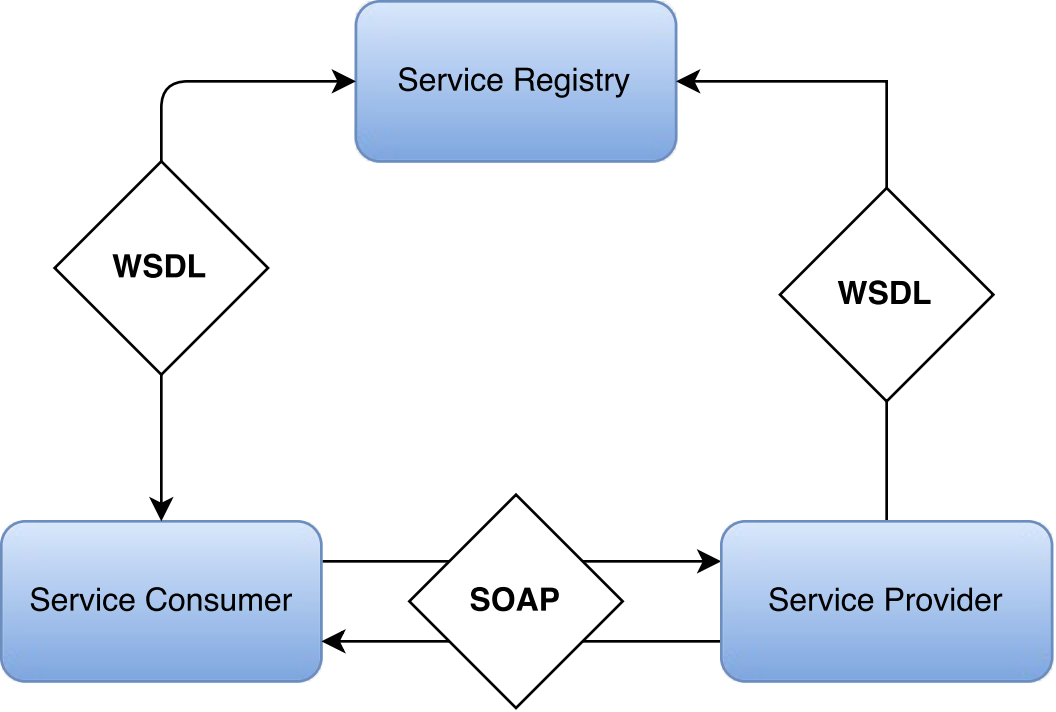 Service Registry
WSDL
WSDL
Service Consumer
SOAP
Service Provider